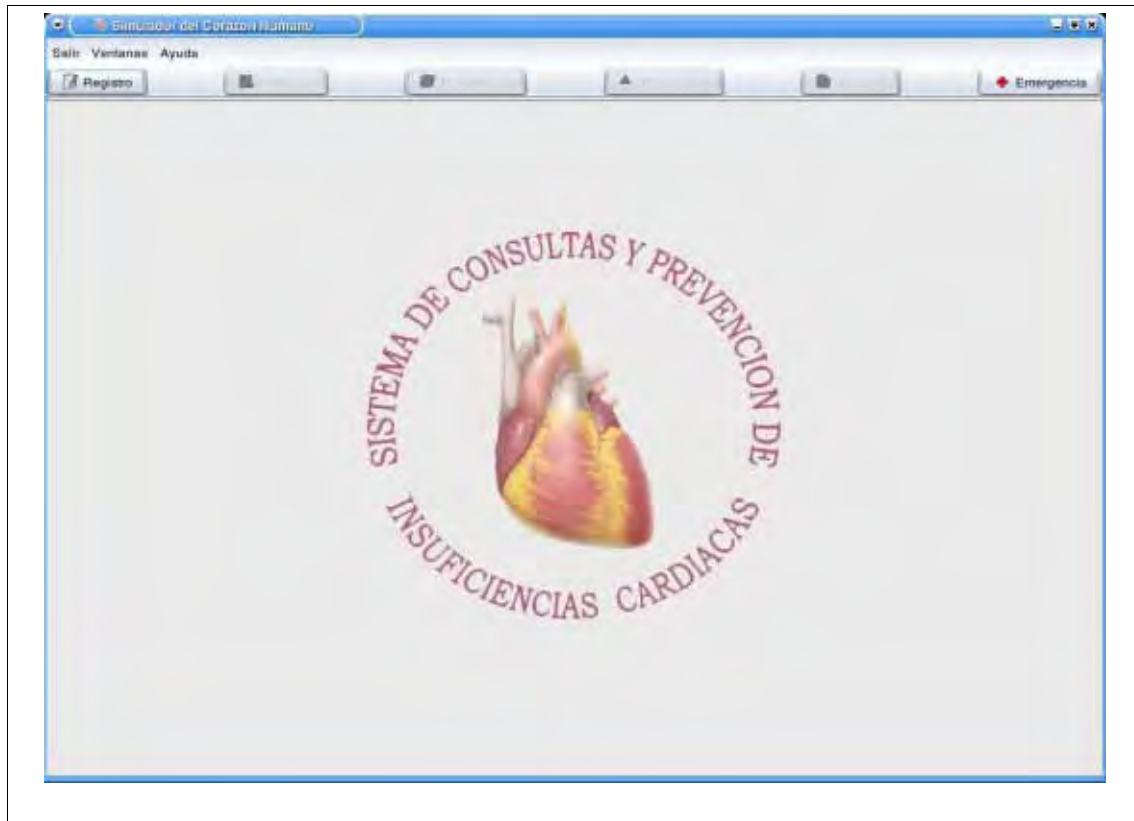 Simulador del Corazon Humano
Salir Ventanas Ayuda
Registro
Emergencia
SISTEMA DE CONSULTAS Y PREVENCION DE
INSUFICIENCIAS CARDIACAS